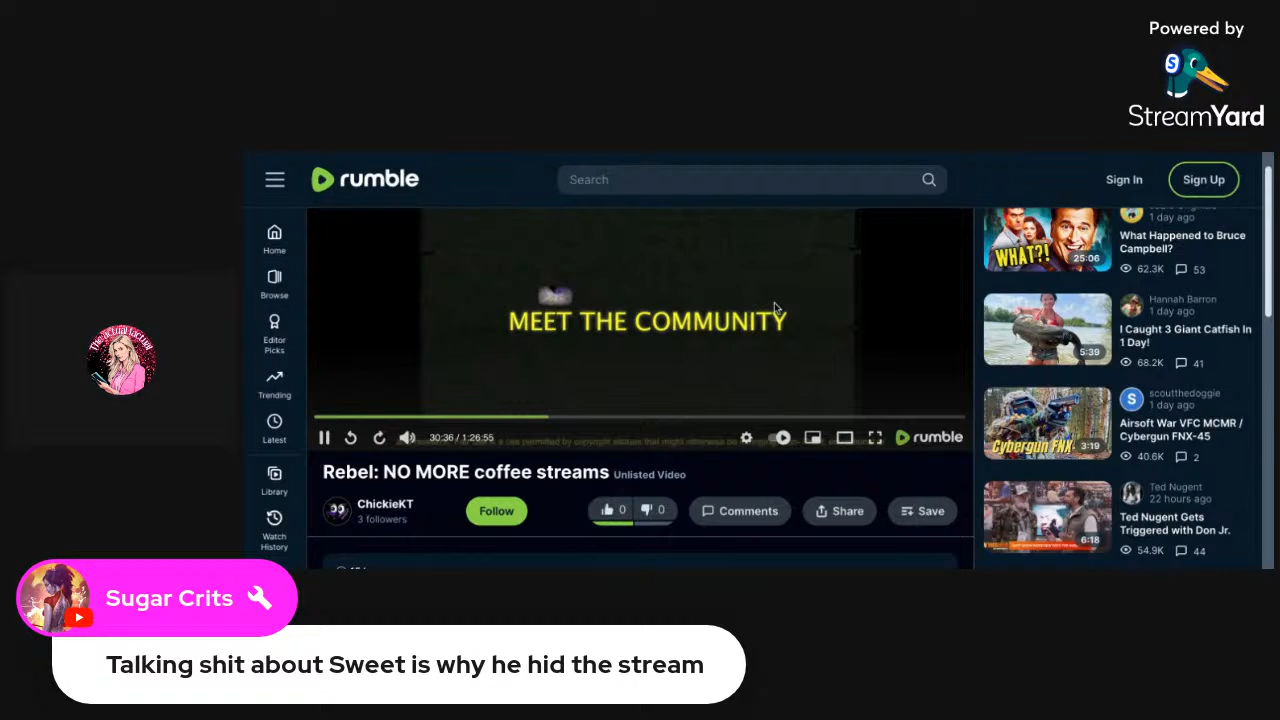 Powered by
StreamYard
rumble
Search
Sign In
Sign Up
Home
Browse
Editor
Picks
Trending
Latest
Library
Watch
History
MEET THE COMMUNITY
30:36 / 1:26:55
rumble
Rebel: NO MORE coffee streams Unlisted Video
ChickieKT
3 followers
Follow
0
0
Comments
Share
Save
WHAT?!
25:06
1 day ago
What Happened to Bruce
Campbell?
62.3K
53
5:39
Hannah Barron
1 day ago
I Caught 3 Giant Catfish In
1 Day!
68.2K
41
Cybergun FNX
3:19
S
scoutthedoggie
1 day ago
Airsoft War VFC MCMR /
Cybergun FNX-45
40.6K
2
6:18
Ted Nugent
22 hours ago
Ted Nugent Gets
Triggered with Don Jr.
54.9K
44
The actual factual
Sugar Crits
Talking shit about Sweet is why he hid the stream